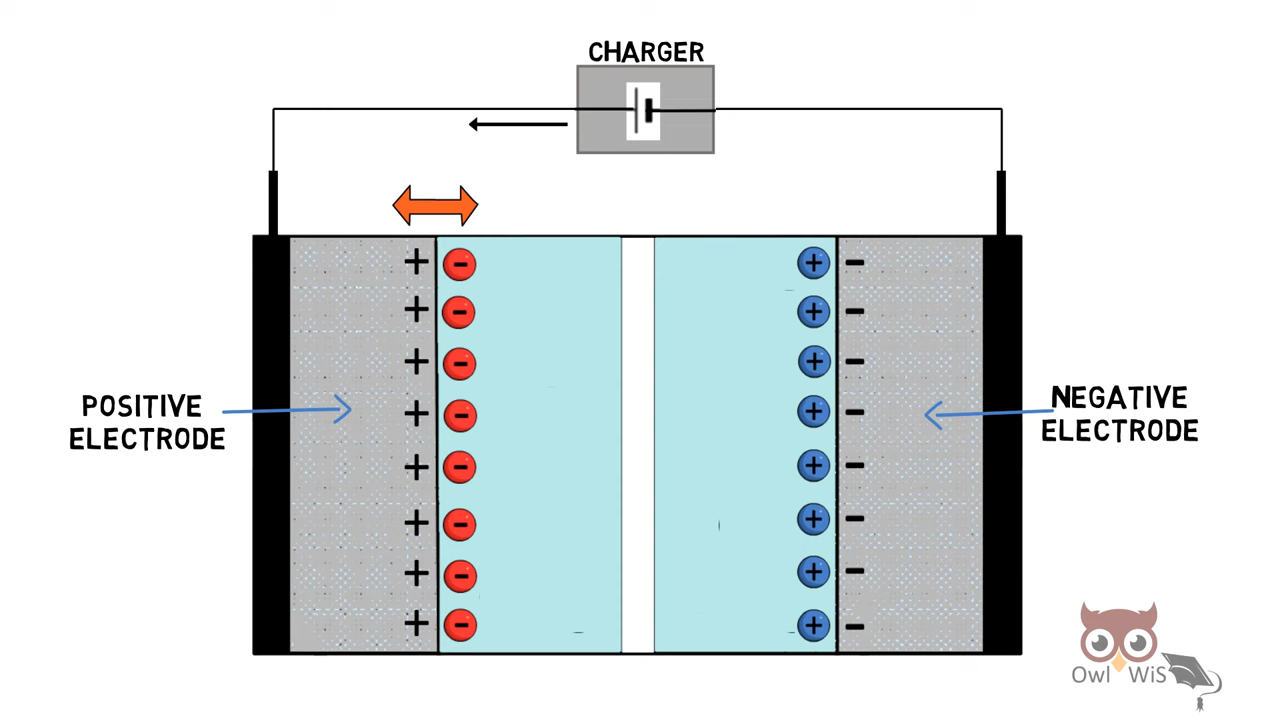 CHARGER
POSITIVE
ELECTRODE
NEGATIVE
ELECTRODE
Owl WiS